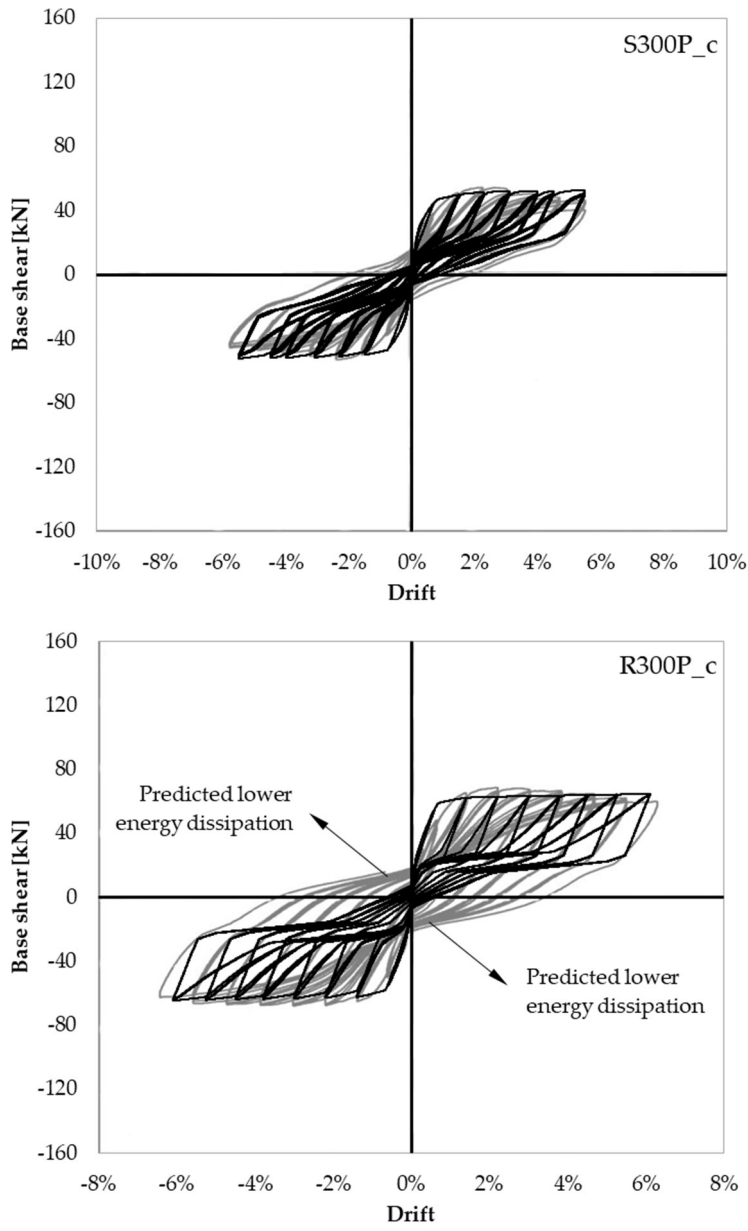 160
S300P_c
120
80
40
0
-40
-80
-120
-160
Base shear [kN]
-10% -8% -6% -4% -2% 0% 2% 4% 6% 8% 10%
Drift
160
R300P_c
120
80
Predicted lower
energy dissipation
40
0
-40
Predicted lower
energy dissipation
-80
-120
-160
Base shear [kN]
-8% -6% -4% -2% 0% 2% 4% 6% 8%
Drift